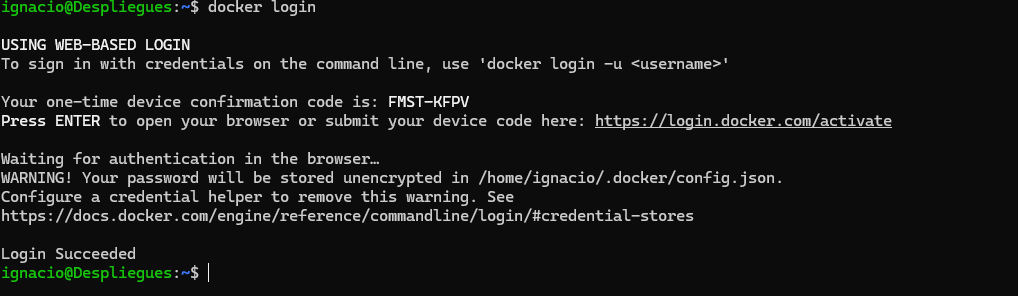 ignacio@Despliegues:~$ docker login
USING WEB-BASED LOGIN
To sign in with credentials on the command line, use 'docker login -u <username>'
Your one-time device confirmation code is: FMST-KFPV
Press ENTER to open your browser or submit your device code here: https://login.docker.com/activate
Waiting for authentication in the browser…
WARNING! Your password will be stored unencrypted in /home/ignacio/.docker/config.json.
Configure a credential helper to remove this warning. See
https://docs.docker.com/engine/reference/commandline/login/#credential-stores
Login Succeeded
ignacio@Despliegues:~$